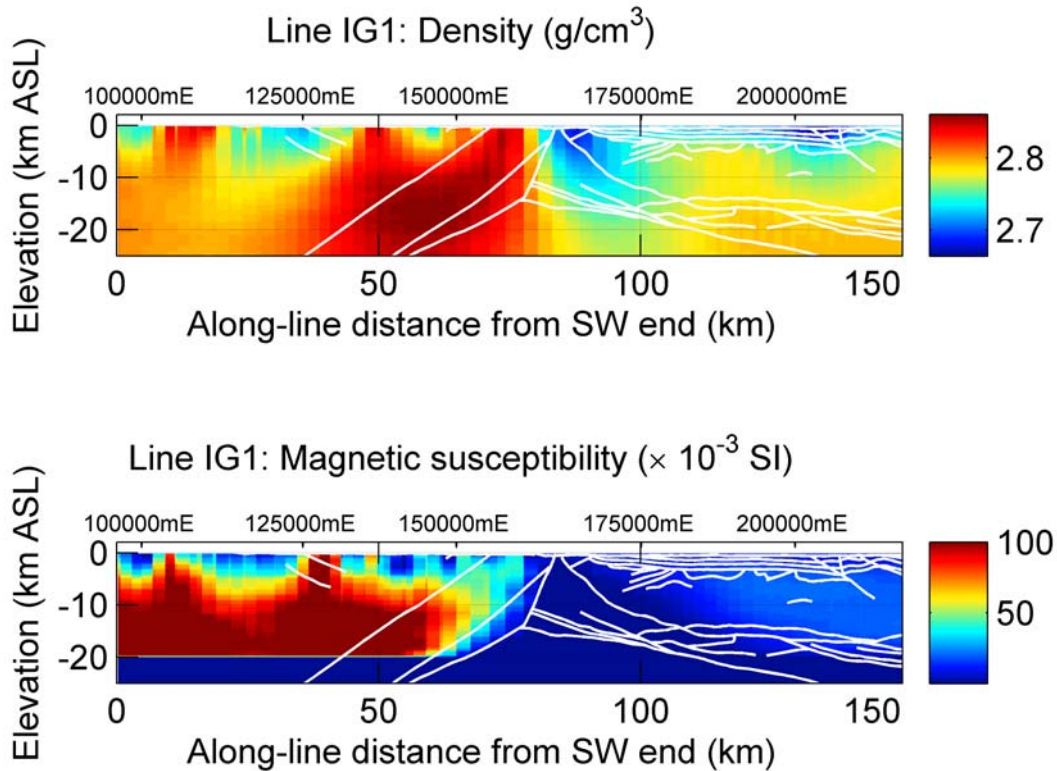 Line IG1: Density (g/cm³)
100000mE 125000mE 150000mE 175000mE 200000mE
Elevation (km ASL)
0
-10
-20
2.8
2.7
0 50 100 150
Along-line distance from SW end (km)
Line IG1: Magnetic susceptibility (× 10⁻³ SI)
100000mE 125000mE 150000mE 175000mE 200000mE
Elevation (km ASL)
0
-10
-20
100
50
0 50 100 150
Along-line distance from SW end (km)